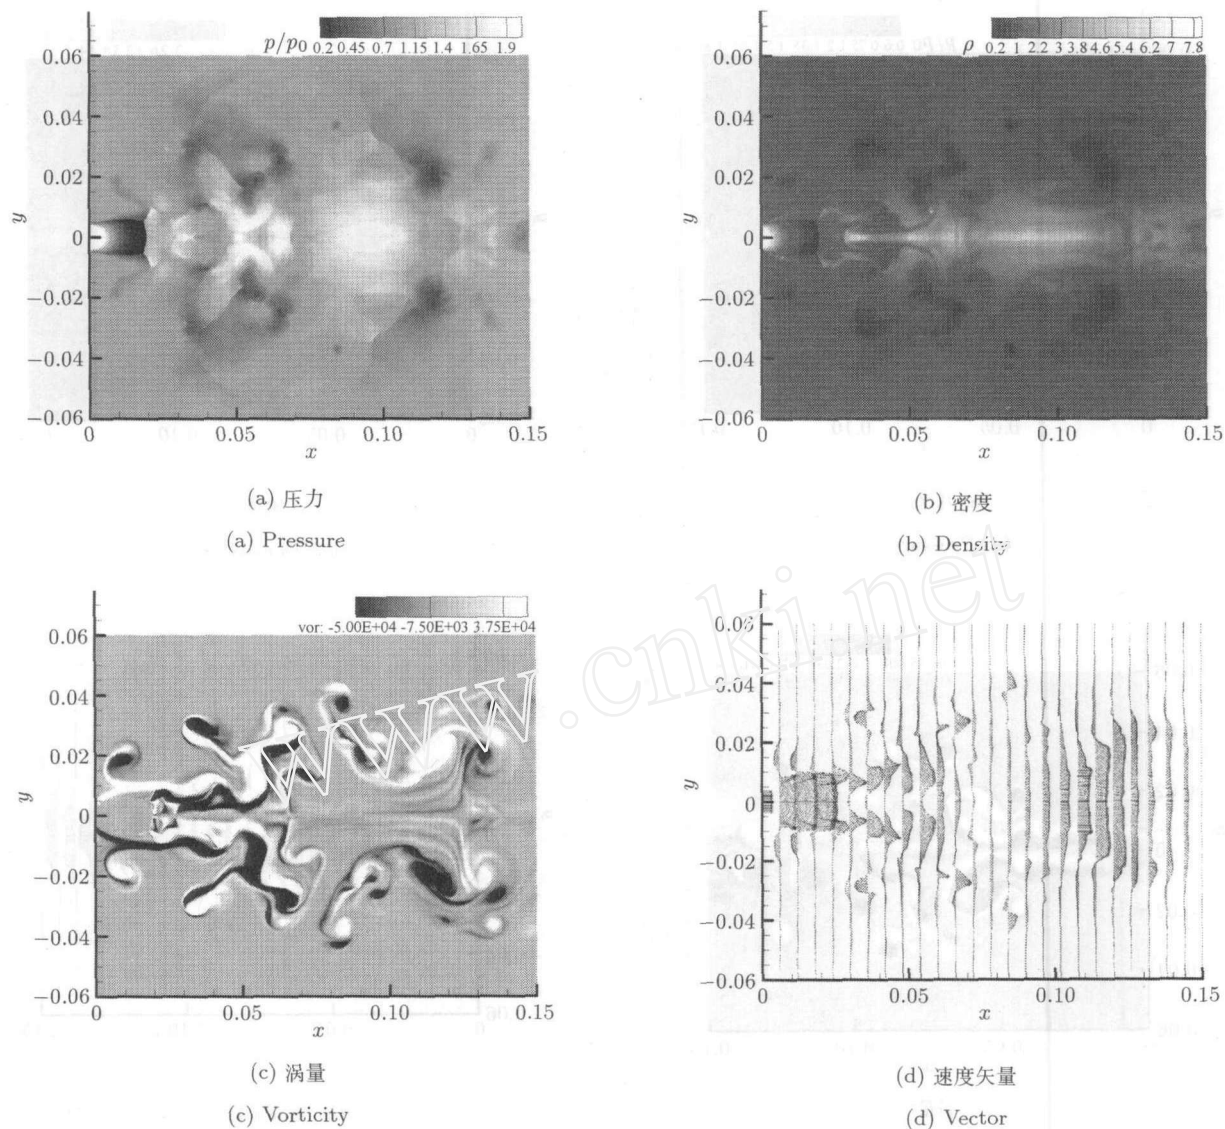 p/p0 0.2 0.45 0.7 1.15 1.4 1.65 1.9
0.06
0.04
0.02
0
−0.02
−0.04
−0.06
y
0 0.05 0.10 0.15
x
(a) 压力
(a) Pressure
ρ 0.2 1 2.2 3 3.8 4.6 5.4 6.2 7 7.8
0.06
0.04
0.02
0
−0.02
−0.04
−0.06
y
0 0.05 0.10 0.15
x
(b) 密度
(b) Density
vor: -5.00E+04 -7.50E+03 3.75E+04
0.06
0.04
0.02
0
−0.02
−0.04
−0.06
y
0 0.05 0.10 0.15
x
(c) 涡量
(c) Vorticity
0.06
0.04
0.02
0
−0.02
−0.04
−0.06
y
0 0.05 0.10 0.15
x
(d) 速度矢量
(d) Vector
www.cnki.net